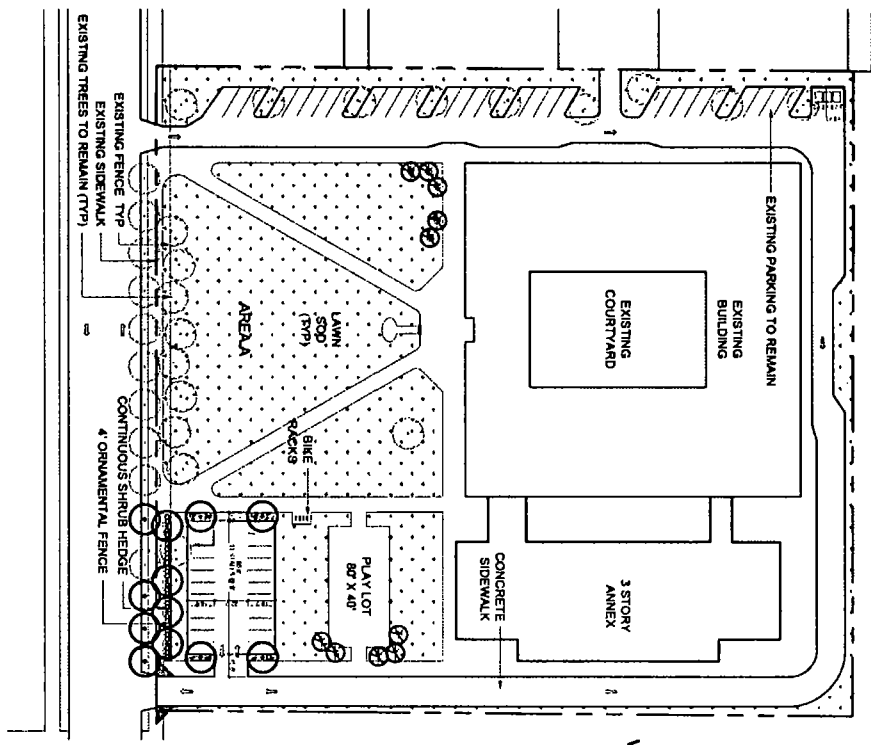 EXISTING TREES TO REMAIN (TYP)
EXISTING SIDEWALK
EXISTING FENCE TYP
EXISTING PARKING TO REMAIN
EXISTING
BUILDING
EXISTING
COURTYARD
LAWN
SOD
(TYP)
AREA A
BIKE
RACKS
CONTINUOUS SHRUB HEDGE
4' ORNAMENTAL FENCE
PLAY LOT
80' X 40'
CONCRETE
SIDEWALK
3 STORY
ANNEX